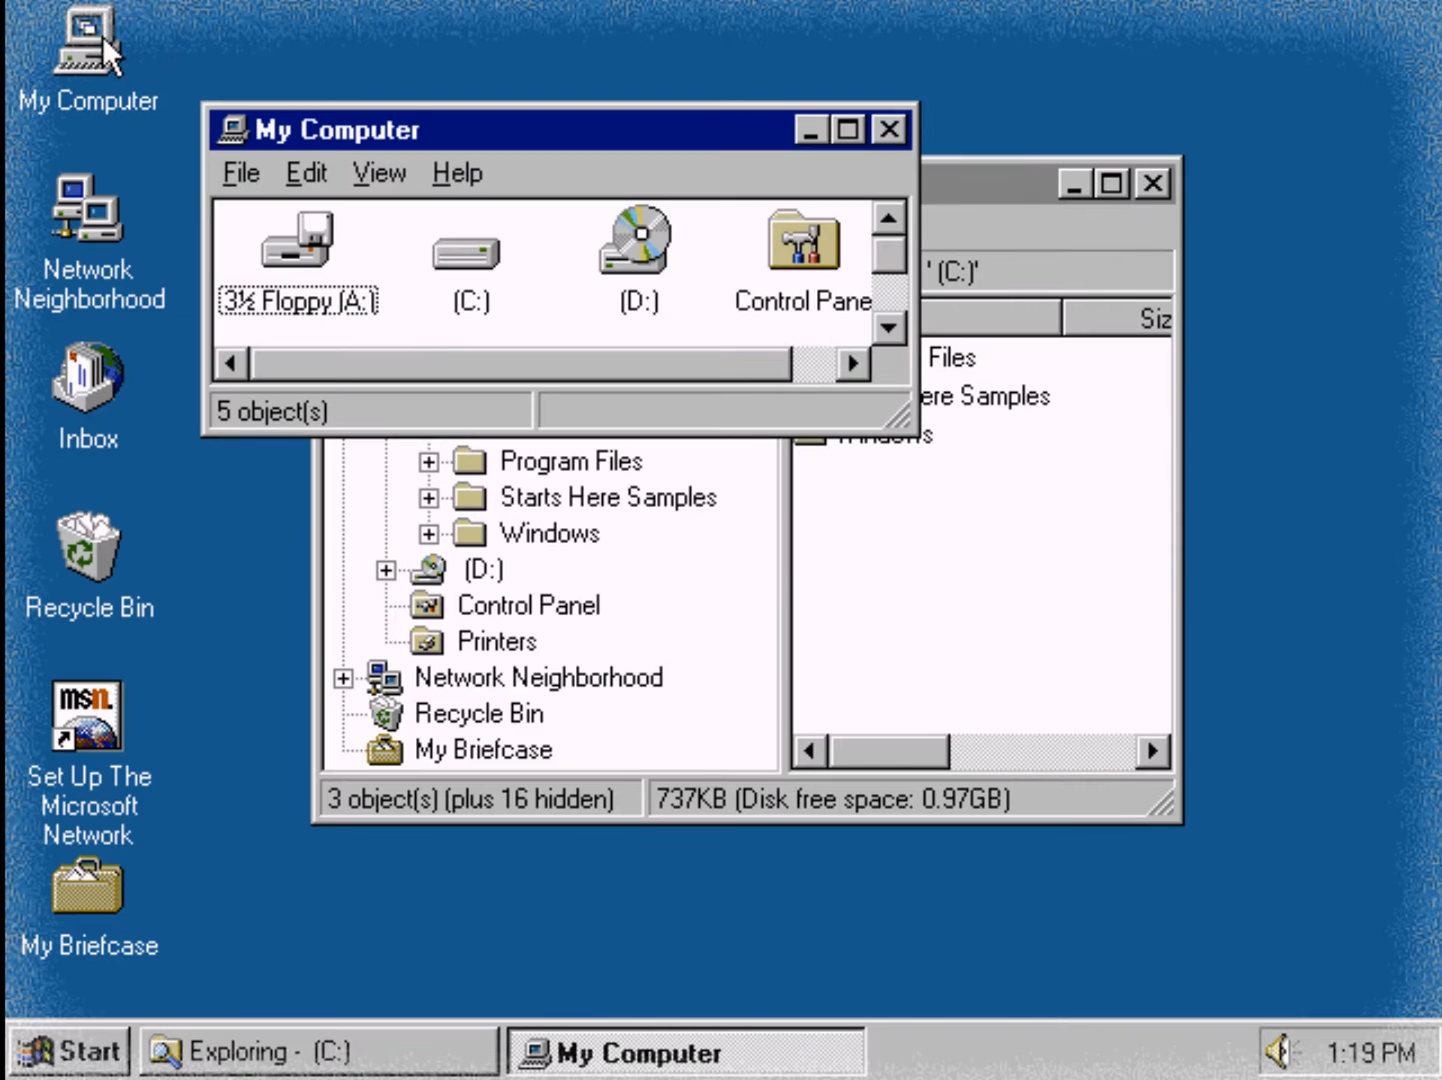 My Computer
Network
Neighborhood
Inbox
Recycle Bin
msn.
Set Up The
Microsoft
Network
My Briefcase
My Computer
File Edit View Help
3½ Floppy (A:)
(C:)
(D:)
Control Pane
5 object(s)
' (C:)'
Siz
Files
ere Samples
Windows
Program Files
Starts Here Samples
Windows
(D:)
Control Panel
Printers
Network Neighborhood
Recycle Bin
My Briefcase
3 object(s) (plus 16 hidden)
737KB (Disk free space: 0.97GB)
Start
Exploring - (C:)
My Computer
1:19 PM